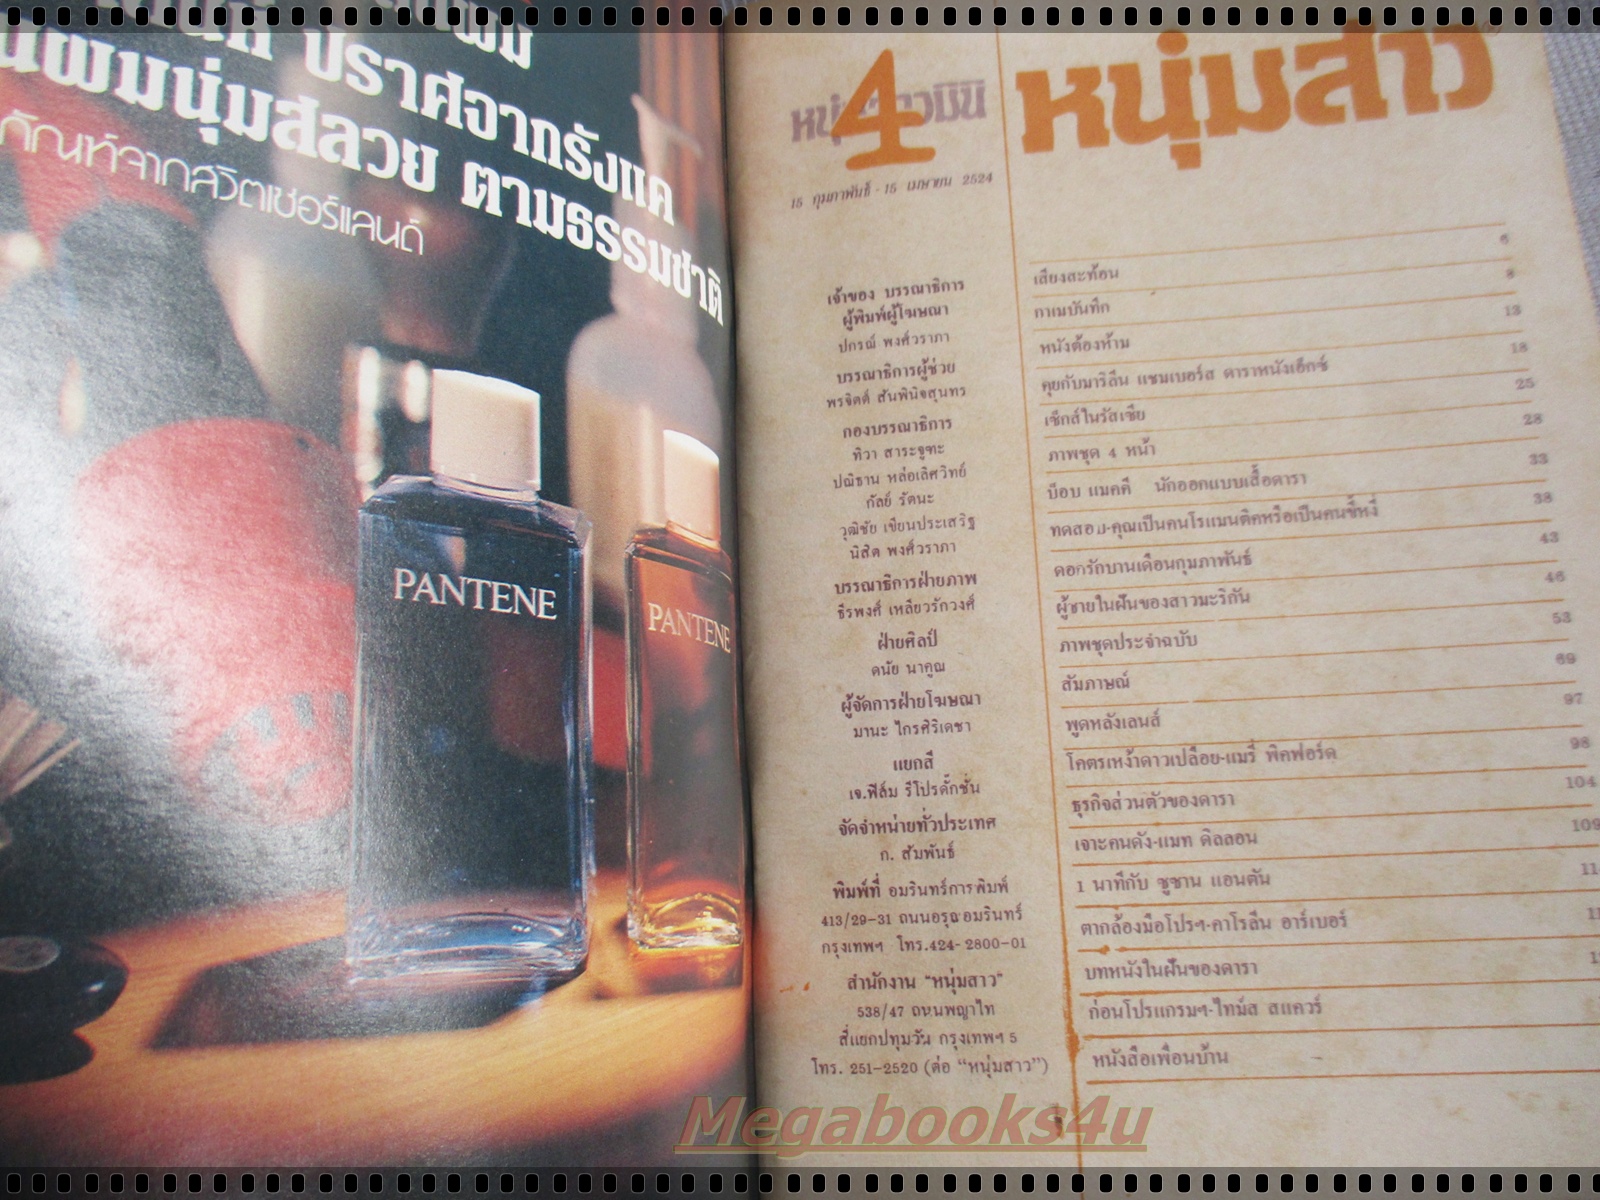 ปราศจากรังแค
ผมนุ่มสลวย ตามธรรมชาติ
ภัณฑ์จากสวิตเซอร์แลนด์
PANTENE
PANTENE
4
หนุ่มสาว
15 กุมภาพันธ์ - 15 เมษายน 2524
เจ้าของ บรรณาธิการ
ผู้พิมพ์ผู้โฆษณา
ปกรณ์ พงศ์วราภา
บรรณาธิการผู้ช่วย
พรจิตต์ สันพินิจสุนทร
กองบรรณาธิการ
ทิวา สาระจูฑะ
ปณิธาน หล่อเลิศวิทย์
กัลย์ รัตนะ
วุฒิชัย เขียนประเสริฐ
นิสิต พงศ์วราภา
บรรณาธิการฝ่ายภาพ
ธีรพงศ์ เหลียวรักวงศ์
ฝ่ายศิลป์
ดนัย นาคูณ
ผู้จัดการฝ่ายโฆษณา
มานะ ไกรศิริเดชา
แยกสี
เจ.ฟิล์ม รีโปรดั๊กชั่น
จัดจำหน่ายทั่วประเทศ
ก. สัมพันธ์
พิมพ์ที่ อมรินทร์การพิมพ์
413/29-31 ถนนอรุณอมรินทร์
กรุงเทพฯ โทร.424-2800-01
สำนักงาน "หนุ่มสาว"
538/47 ถนนพญาไท
สี่แยกปทุมวัน กรุงเทพฯ 5
โทร. 251-2520 (ต่อ "หนุ่มสาว")
6
เสียงสะท้อน 8
กาเมบันทึก 13
หนังต้องห้าม 18
คุยกับมาริลีน แชมเบอร์ส ดาราหนังเอ็กซ์ 25
เซ็กส์ในรัสเซีย 28
ภาพชุด 4 หน้า 33
บ๊อบ แมคคี นักออกแบบเสื้อดารา 38
ทดสอบ-คุณเป็นคนโรแมนติคหรือเป็นคนขี้หงี 43
ดอกรักบานเดือนกุมภาพันธ์ 46
ผู้ชายในฝันของสาวมะริกัน 53
ภาพชุดประจำฉบับ 69
สัมภาษณ์ 97
พูดหลังเลนส์ 98
โคตรเหง้าดาวเปลือย-แมรี่ พิคฟอร์ด 104
ธุรกิจส่วนตัวของดารา 109
เจาะคนดัง-แมท ดิลลอน
1 นาทีกับ ซูซาน แอนตัน
ตากล้องมือโปรฯ-คาโรลีน อาร์เบอร์
บทหนังในฝันของดารา
ก่อนโปรแกรมฯ-ไทม์ส สแควร์
หนังสือเพื่อนบ้าน
Megabooks4u